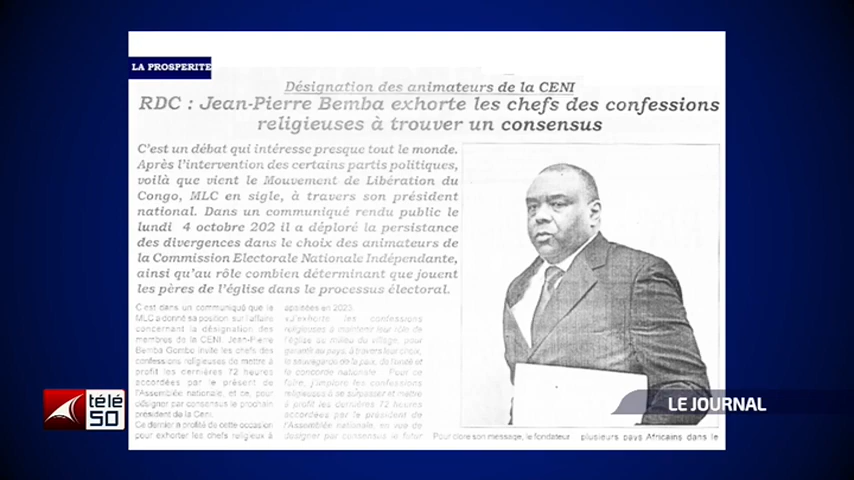 LA PROSPERITE
Désignation des animateurs de la CENI
RDC : Jean-Pierre Bemba exhorte les chefs des confessions
religieuses à trouver un consensus
C'est un débat qui intéresse presque tout le monde.
Après l'intervention des certains partis politiques,
voilà que vient le Mouvement de Libération du
Congo, MLC en sigle, à travers son président
national. Dans un communiqué rendu public le
lundi 4 octobre 202 il a déploré la persistance
des divergences dans le choix des animateurs de
la Commission Electorale Nationale Indépendante,
ainsi qu'au rôle combien déterminant que jouent
les pères de l'église dans le processus électoral.
C'est dans un communiqué que le
MLC a donné sa position sur l'affaire
concernant la désignation des
membres de la CENI. Jean-Pierre
Bemba Gombo invite les chefs des
confessions religieuses de mettre à
profit les dernières 72 heures
accordées par le présent de
l'Assemblée nationale, et ce, pour
désigner par consensus le prochain
président de la Ceni.
Ce dernier a profité de cette occasion
pour exhorter les chefs religieux à
apaisées en 2023.
«J'exhorte les confessions
religieuses à maintenir leur rôle de
l'église au milieu du village, pour
garantir au pays, à travers leur choix,
la sauvegarde de la paix, de l'unité et
la concorde nationale. Pour ce
faire, j'implore les confessions
religieuses à se surpasser et mettre
à profit les dernières 72 heures
accordées par le président de
l'Assemblée nationale, en vue de
designer par consensus le futur
Pour clore son message, le fondateur
plusieurs pays Africains dans le
télé
50
LE JOURNAL